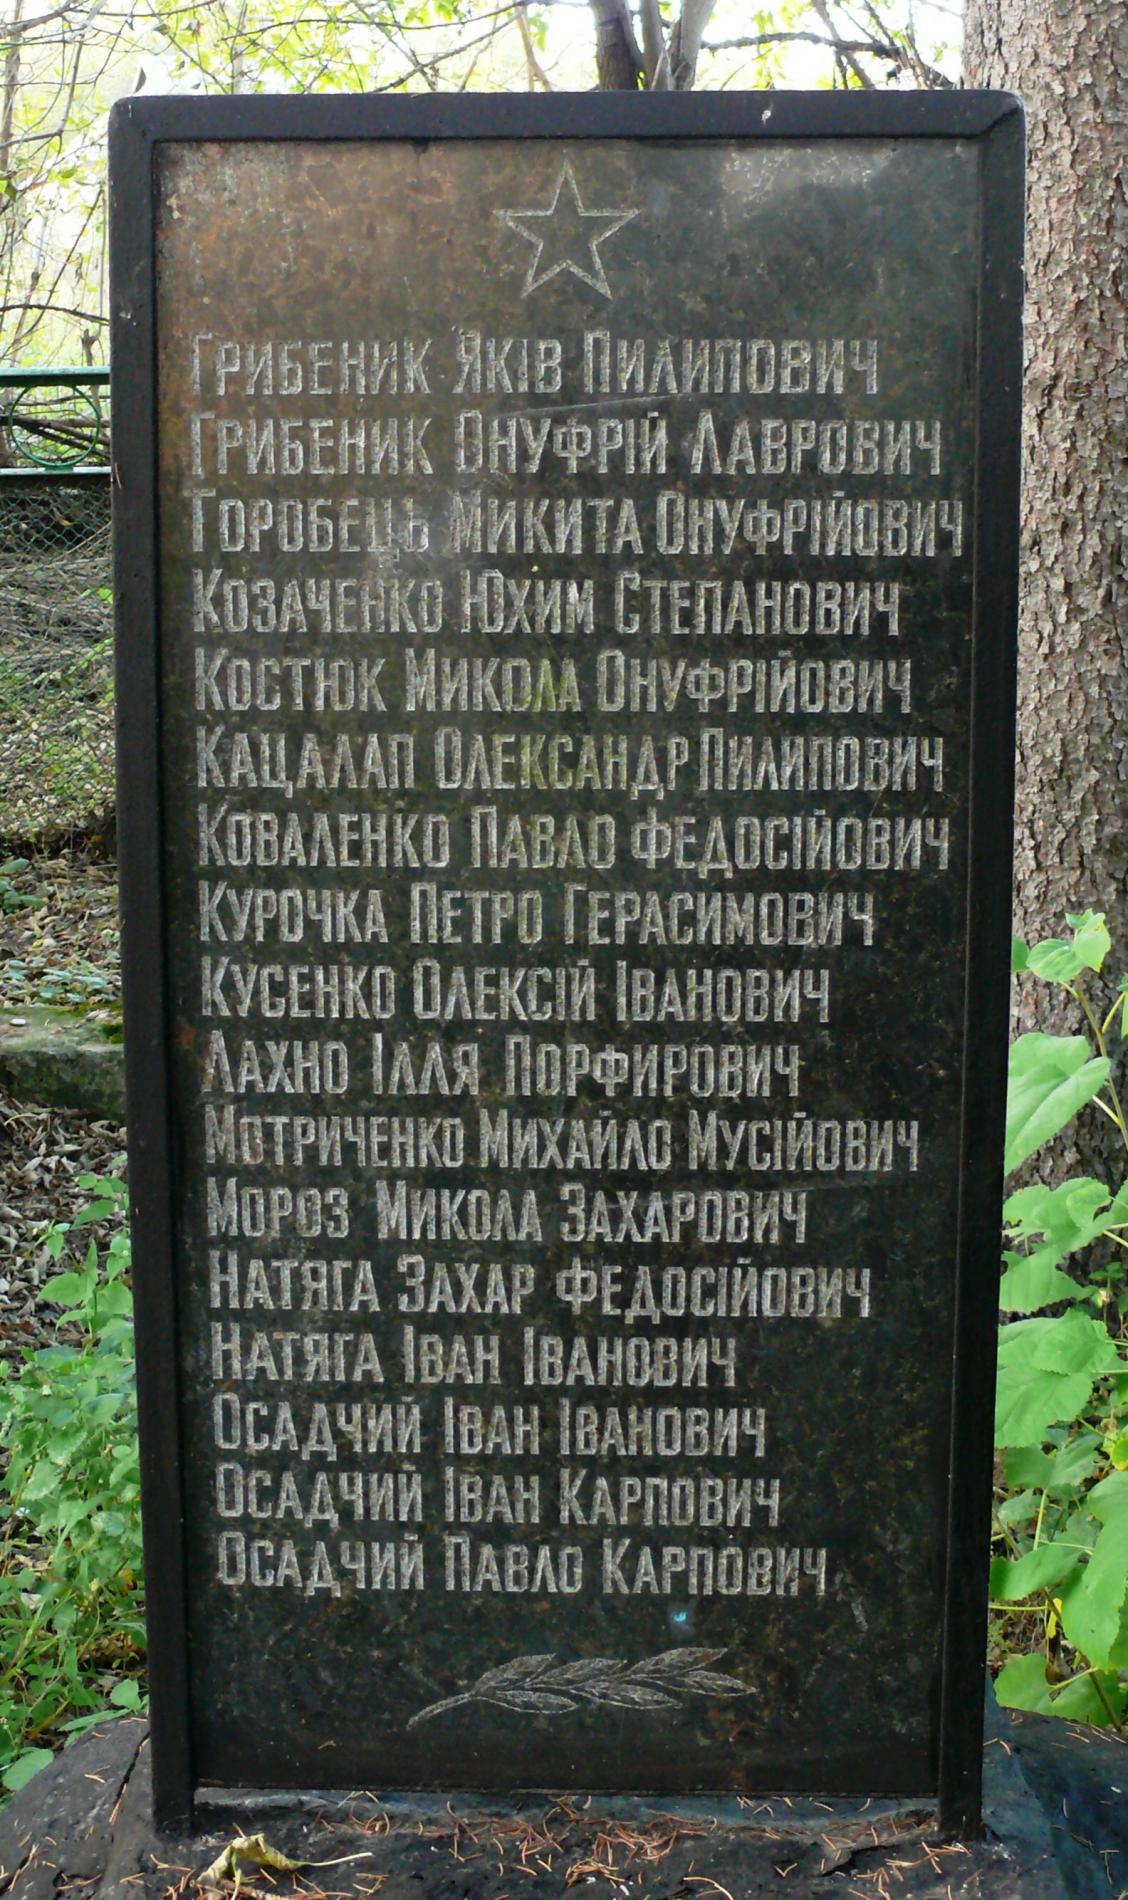 Грибеник Яків Пилипович
Грибеник Онуфрій Лаврович
Горобець Микита Онуфрійович
Козаченко Юхим Степанович
Костюк Микола Онуфрійович
Кацалап Олександр Пилипович
Коваленко Павло Федосійович
Курочка Петро Герасимович
Кусенко Олексій Іванович
Лахно Ілля Порфирович
Мотриченко Михайло Мусійович
Мороз Микола Захарович
Натяга Захар Федосійович
Натяга Іван Іванович
Осадчий Іван Іванович
Осадчий Іван Карпович
Осадчий Павло Карпович